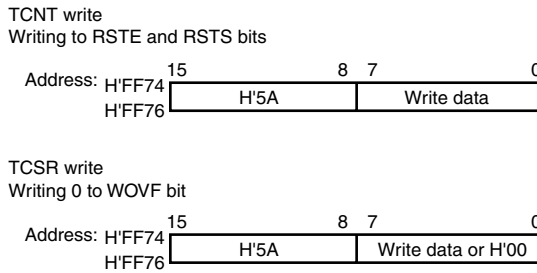 TCNT write
Writing to RSTE and RSTS bits
15 8 7 0
Address: H'FF74
H'5A Write data
H'FF76
TCSR write
Writing 0 to WOVF bit
15 8 7 0
Address: H'FF74
H'5A Write data or H'00
H'FF76